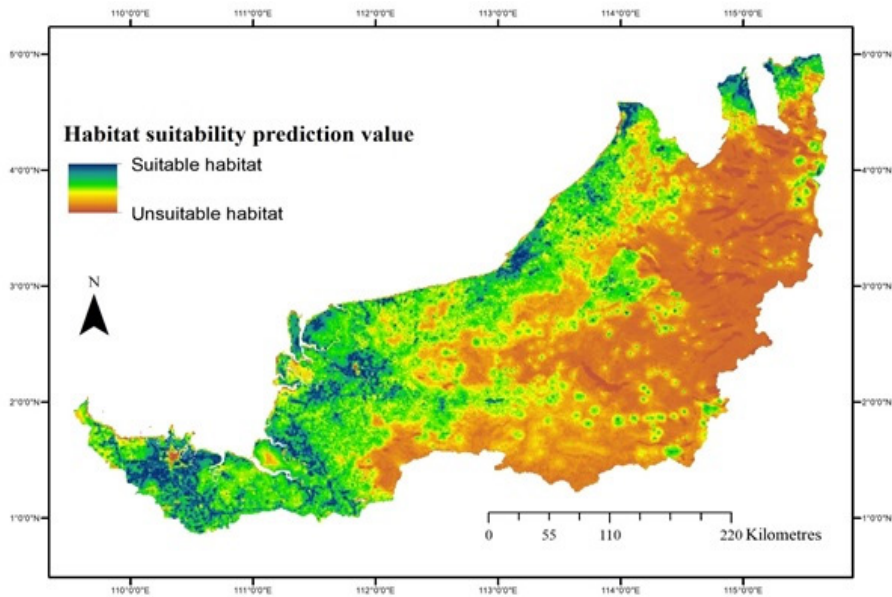 110°0'0"E 111°0'0"E 112°0'0"E 113°0'0"E 114°0'0"E 115°0'0"E
5°0'0"N 5°0'0"N
Habitat suitability prediction value
Suitable habitat
4°0'0"N 4°0'0"N
Unsuitable habitat
N
3°0'0"N 3°0'0"N
2°0'0"N 2°0'0"N
1°0'0"N 1°0'0"N
0 55 110 220 Kilometres
110°0'0"E 111°0'0"E 112°0'0"E 113°0'0"E 114°0'0"E 115°0'0"E